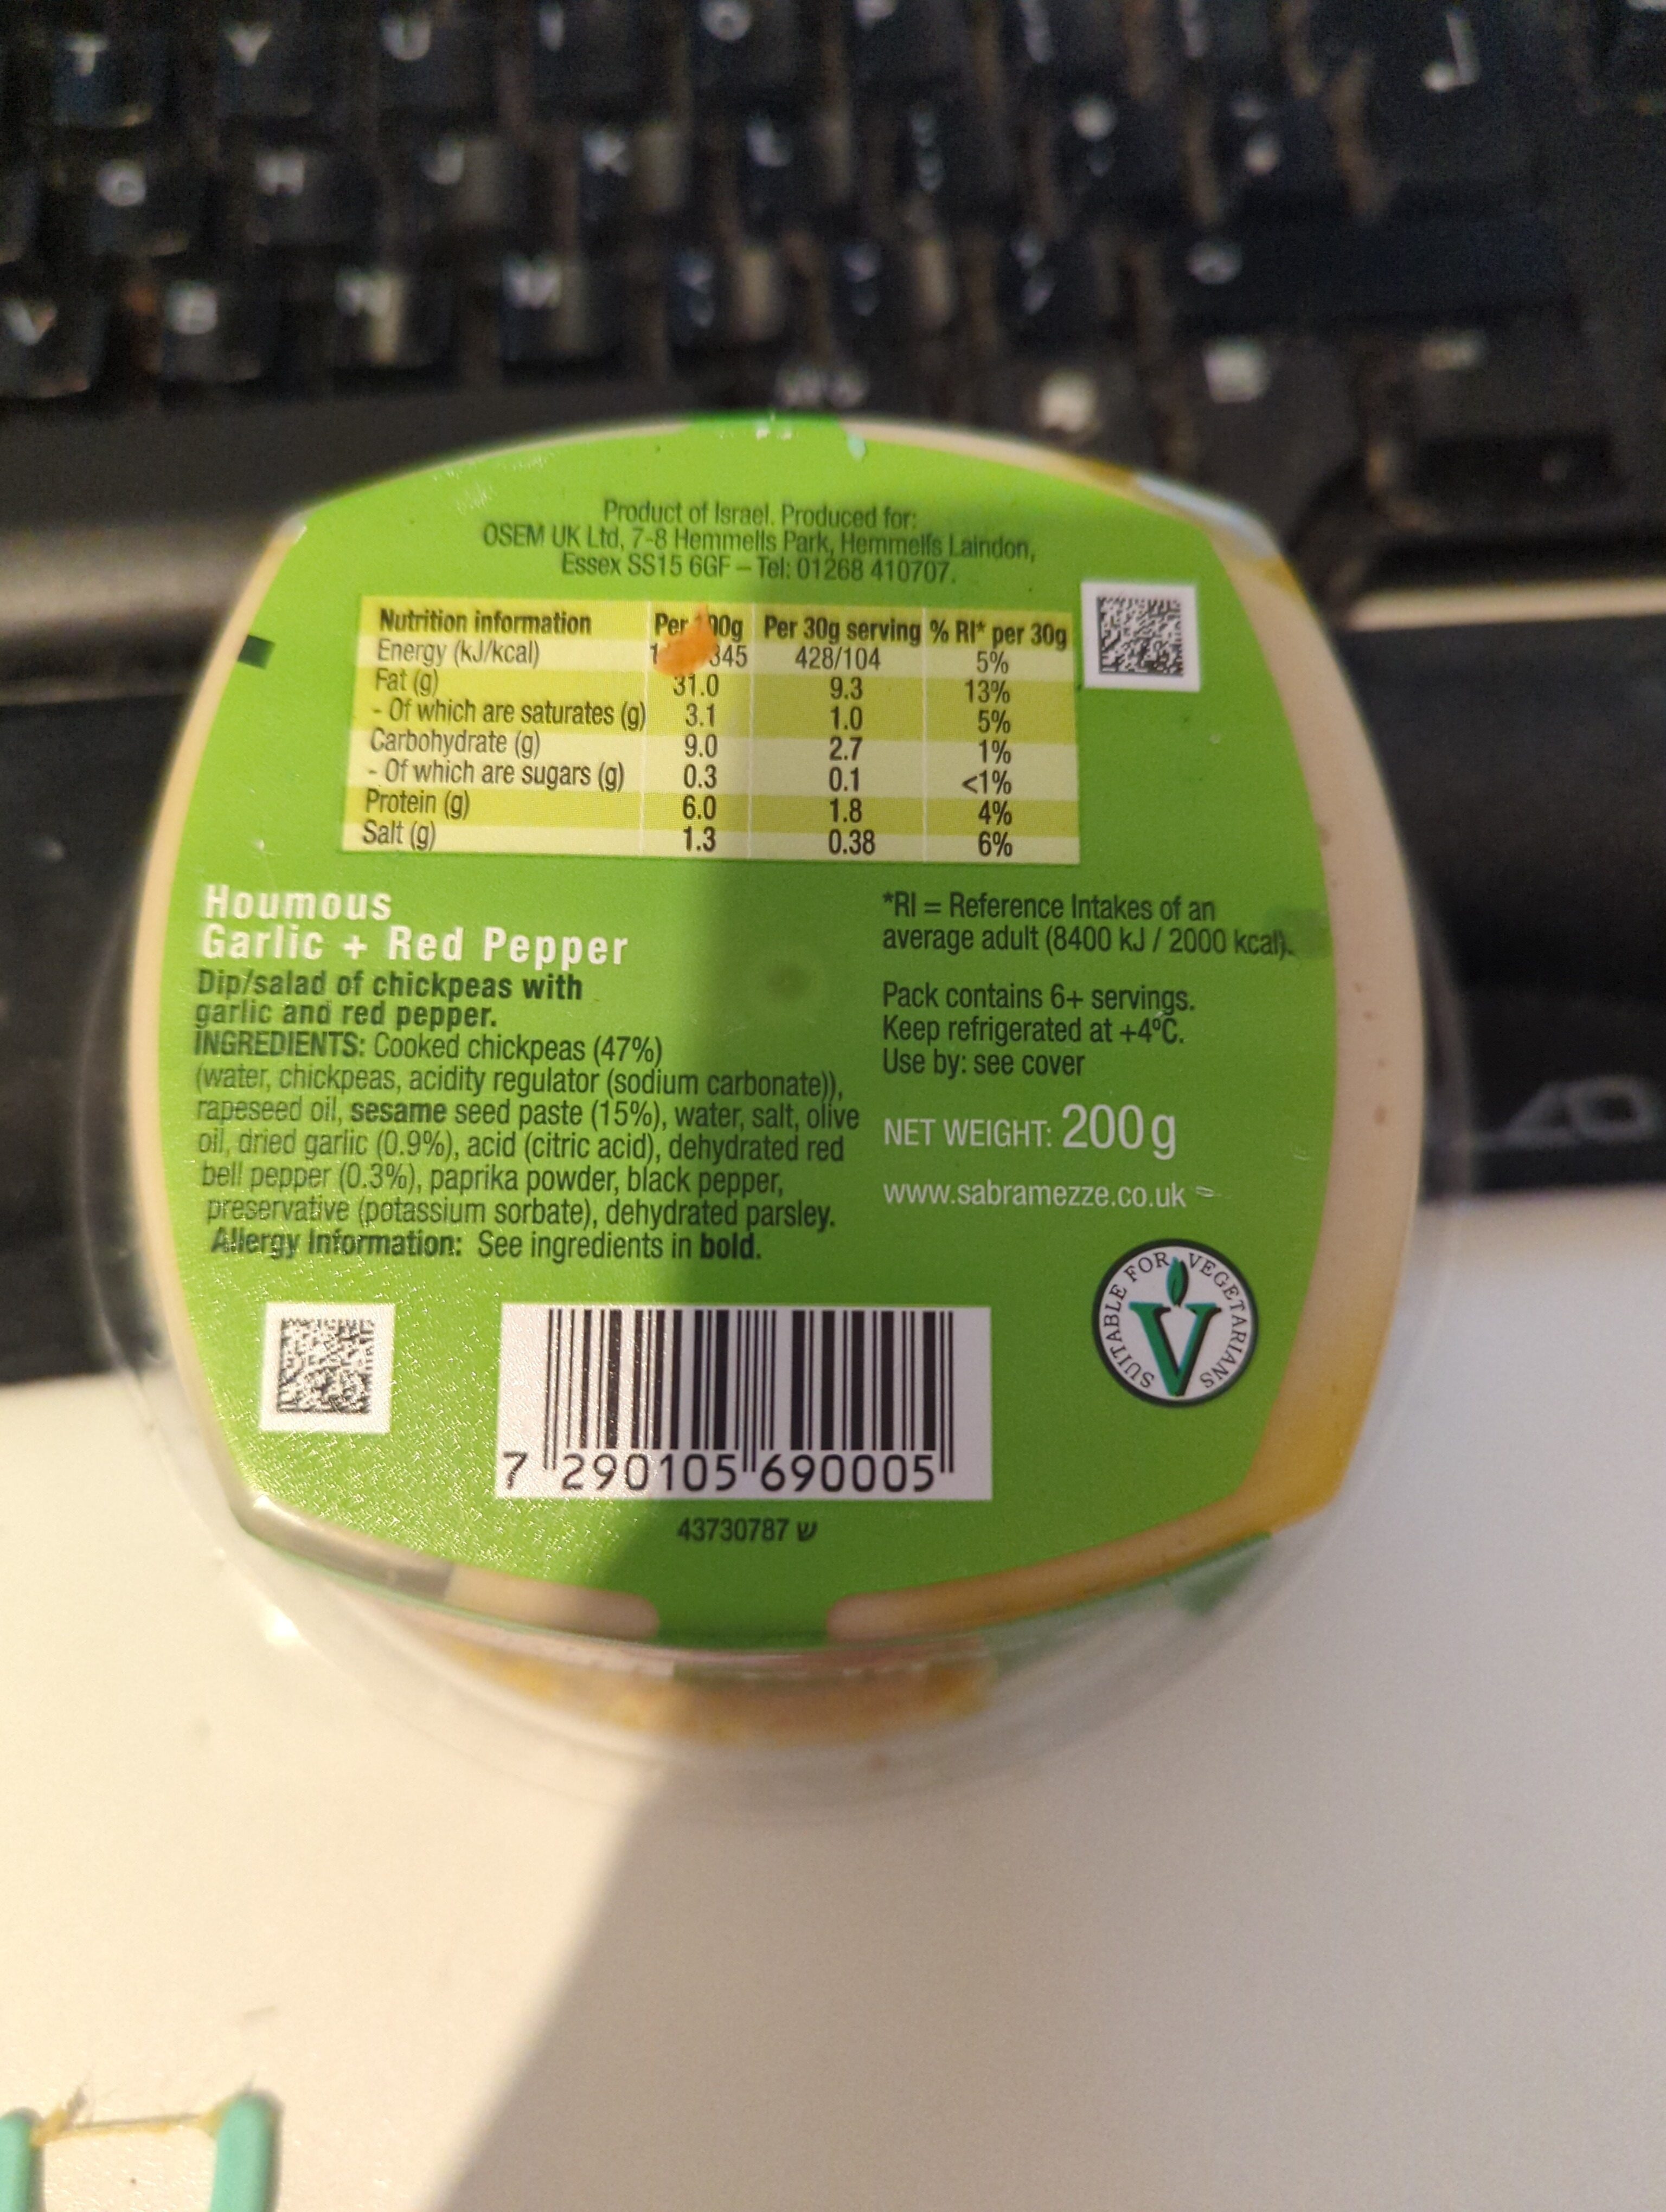 T Y U I O P
G H J K L
V B N M
Product of Israel. Produced for:
OSEM UK Ltd, 7-8 Hemmells Park, Hemmells Laindon,
Essex SS15 6GF – Tel: 01268 410707.
Nutrition information Per 100g Per 30g serving % RI* per 30g
Energy (kJ/kcal) 345 428/104 5%
Fat (g) 31.0 9.3 13%
- Of which are saturates (g) 3.1 1.0 5%
Carbohydrate (g) 9.0 2.7 1%
- Of which are sugars (g) 0.3 0.1 <1%
Protein (g) 6.0 1.8 4%
Salt (g) 1.3 0.38 6%
Houmous
Garlic + Red Pepper
Dip/salad of chickpeas with
garlic and red pepper.
INGREDIENTS: Cooked chickpeas (47%)
(water, chickpeas, acidity regulator (sodium carbonate)),
rapeseed oil, sesame seed paste (15%), water, salt, olive
oil, dried garlic (0.9%), acid (citric acid), dehydrated red
bell pepper (0.3%), paprika powder, black pepper,
preservative (potassium sorbate), dehydrated parsley.
Allergy Information: See ingredients in bold.
*RI = Reference Intakes of an
average adult (8400 kJ / 2000 kcal).
Pack contains 6+ servings.
Keep refrigerated at +4ºC.
Use by: see cover
NET WEIGHT: 200g
www.sabramezze.co.uk
SUITABLE FOR VEGETARIANS
V
7 290105 690005
43730787 ש